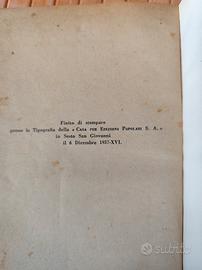 Finito di stampare
presso la Tipografia della « CASA PER EDIZIONI POPOLARI S. A. »
in Sesto San Giovanni
il 6 Dicembre 1937-XVI.
subito.it